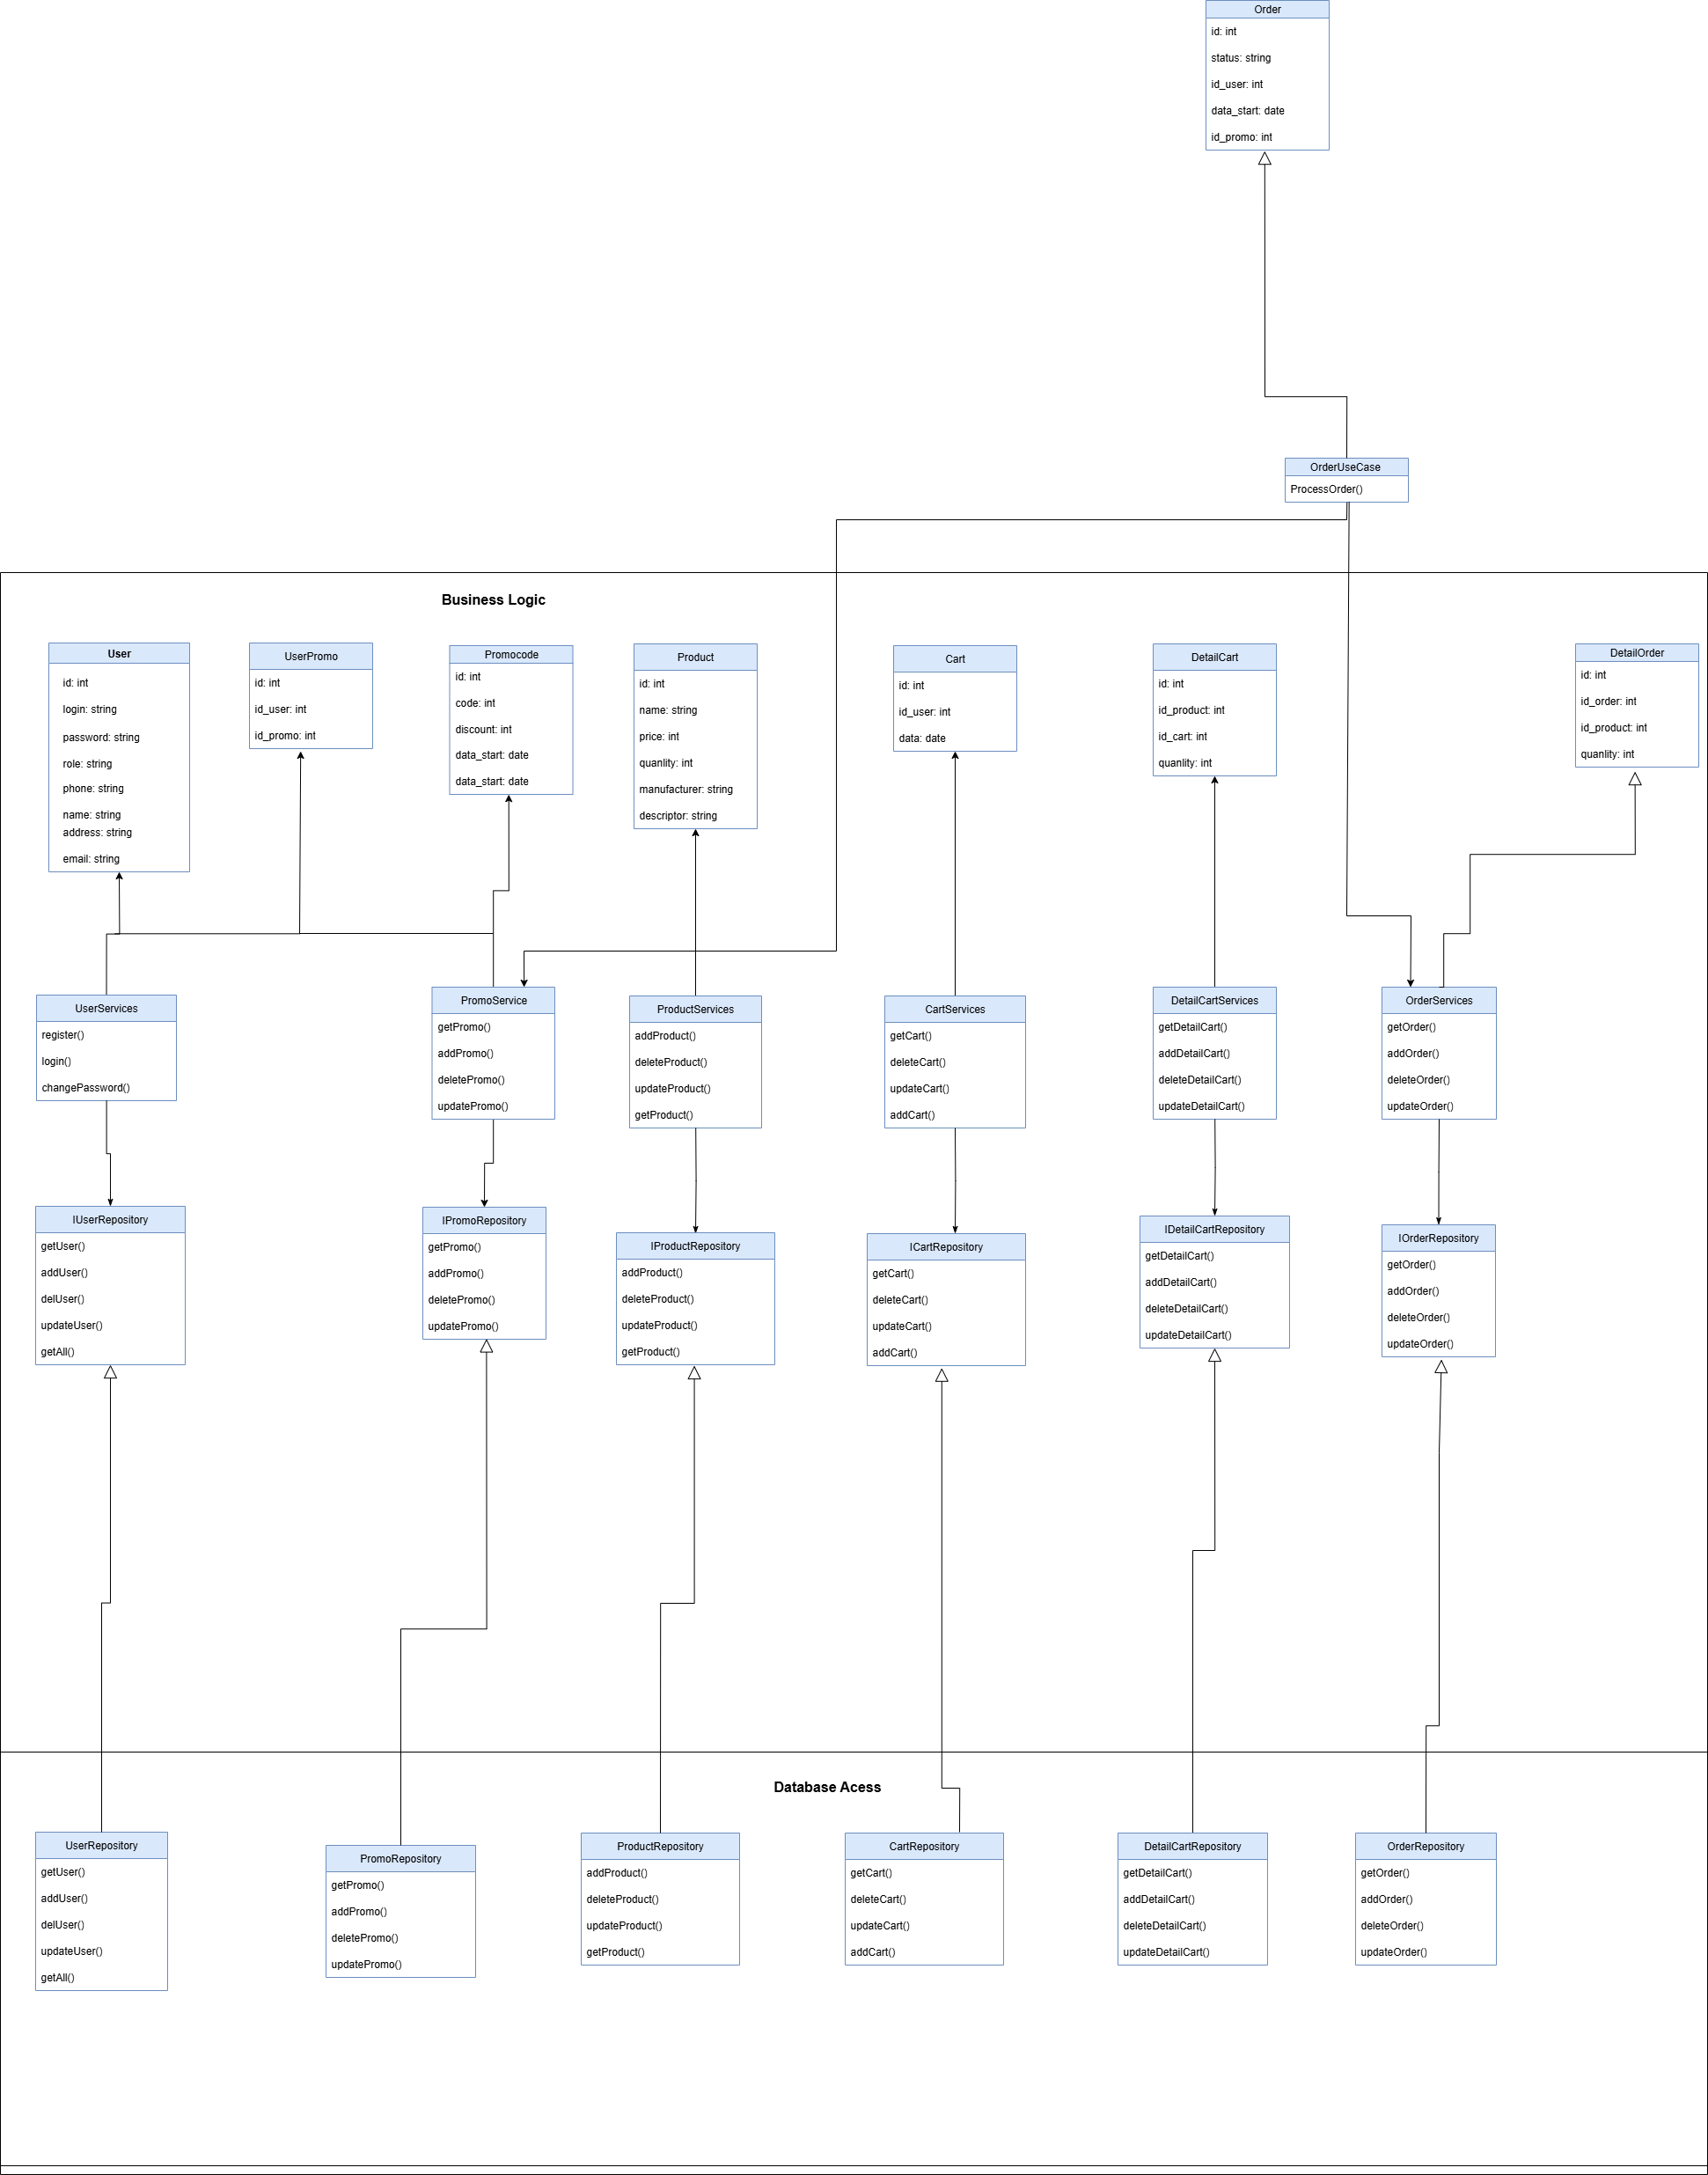 Order
id: int
status: string
id_user: int
data_start: date
id_promo: int
OrderUseCase
ProcessOrder()
Business Logic
User
id: int
login: string
password: string
role: string
phone: string
name: string
address: string
email: string
UserPromo
id: int
id_user: int
id_promo: int
Promocode
id: int
code: int
discount: int
data_start: date
data_start: date
Product
id: int
name: string
price: int
quanlity: int
manufacturer: string
descriptor: string
Cart
id: int
id_user: int
data: date
DetailCart
id: int
id_product: int
id_cart: int
quanlity: int
DetailOrder
id: int
id_order: int
id_product: int
quanlity: int
UserServices
register()
login()
changePassword()
PromoService
getPromo()
addPromo()
deletePromo()
updatePromo()
ProductServices
addProduct()
deleteProduct()
updateProduct()
getProduct()
CartServices
getCart()
deleteCart()
updateCart()
addCart()
DetailCartServices
getDetailCart()
addDetailCart()
deleteDetailCart()
updateDetailCart()
OrderServices
getOrder()
addOrder()
deleteOrder()
updateOrder()
IUserRepository
getUser()
addUser()
delUser()
updateUser()
getAll()
IPromoRepository
getPromo()
addPromo()
deletePromo()
updatePromo()
IProductRepository
addProduct()
deleteProduct()
updateProduct()
getProduct()
ICartRepository
getCart()
deleteCart()
updateCart()
addCart()
IDetailCartRepository
getDetailCart()
addDetailCart()
deleteDetailCart()
updateDetailCart()
IOrderRepository
getOrder()
addOrder()
deleteOrder()
updateOrder()
Database Acess
UserRepository
getUser()
addUser()
delUser()
updateUser()
getAll()
PromoRepository
getPromo()
addPromo()
deletePromo()
updatePromo()
ProductRepository
addProduct()
deleteProduct()
updateProduct()
getProduct()
CartRepository
getCart()
deleteCart()
updateCart()
addCart()
DetailCartRepository
getDetailCart()
addDetailCart()
deleteDetailCart()
updateDetailCart()
OrderRepository
getOrder()
addOrder()
deleteOrder()
updateOrder()